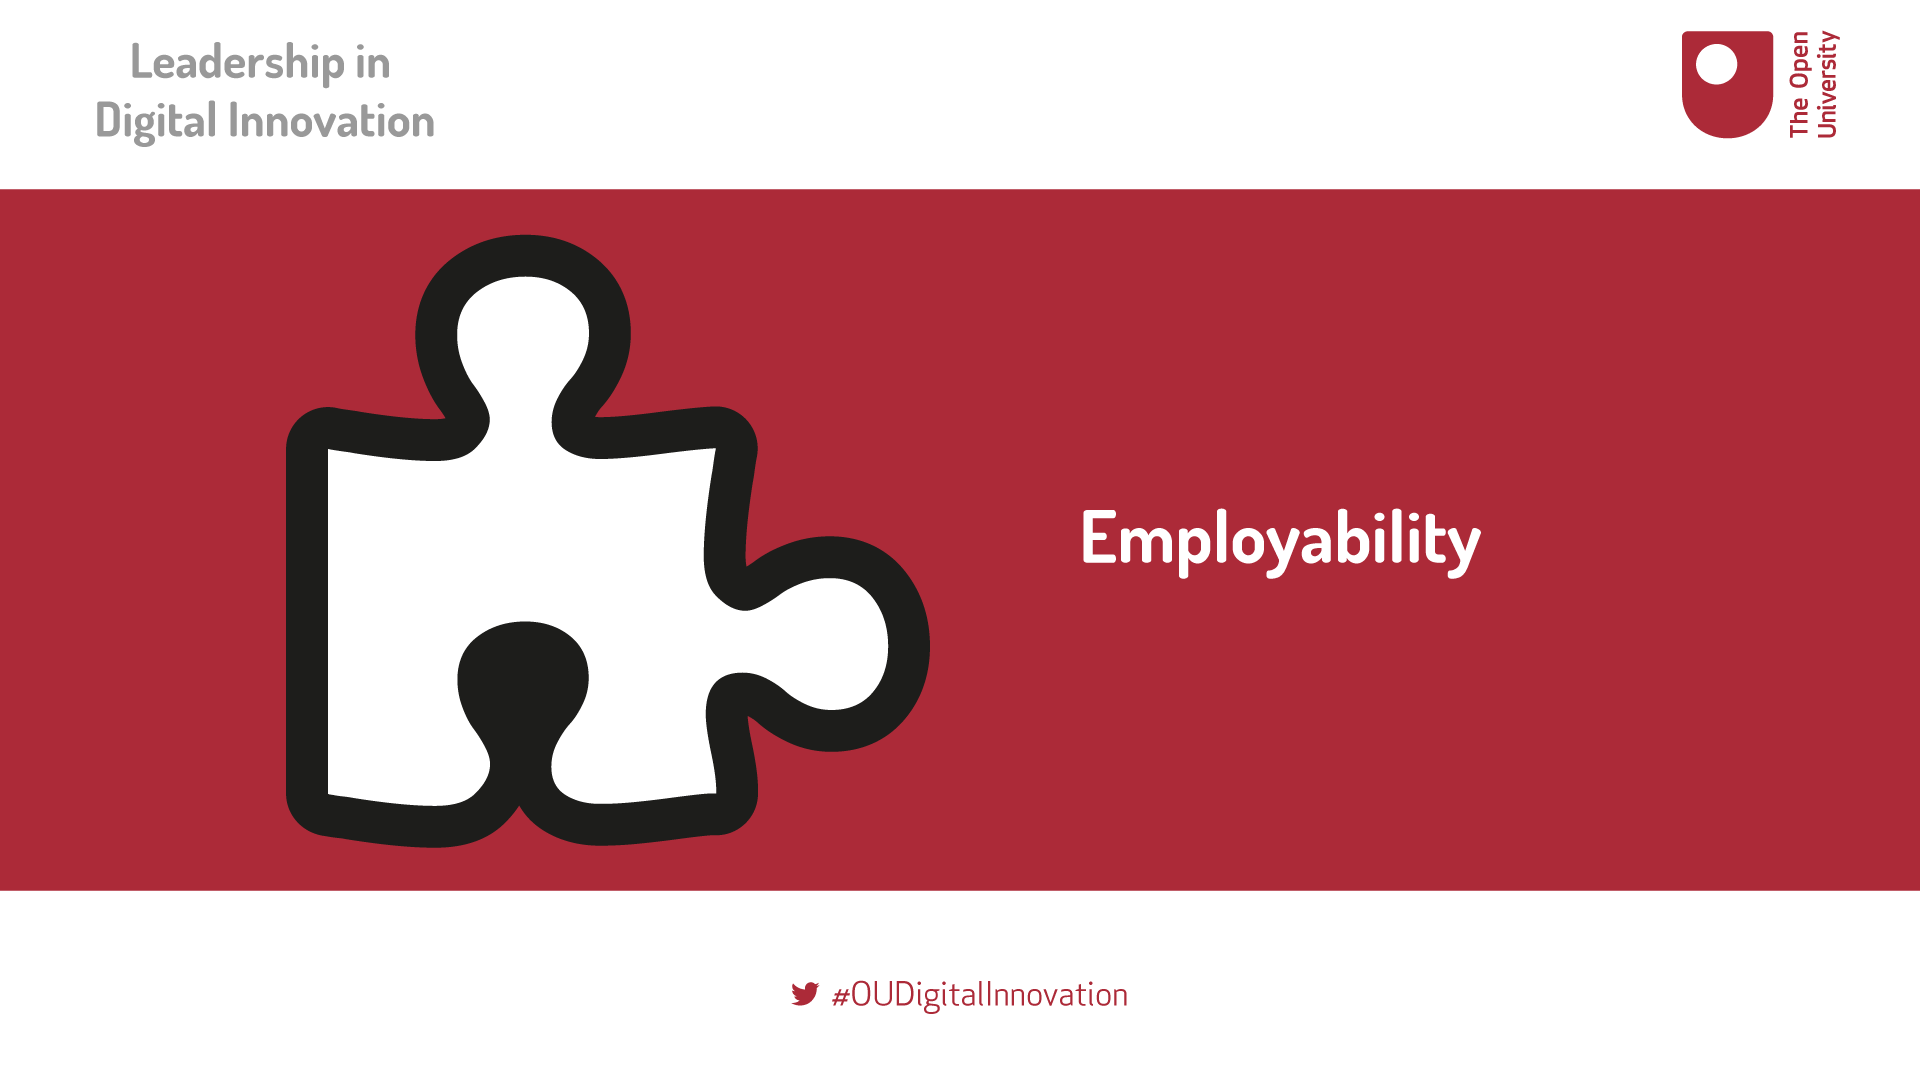 Leadership in
Digital Innovation
The Open
University
Employability
#OUDigitalInnovation